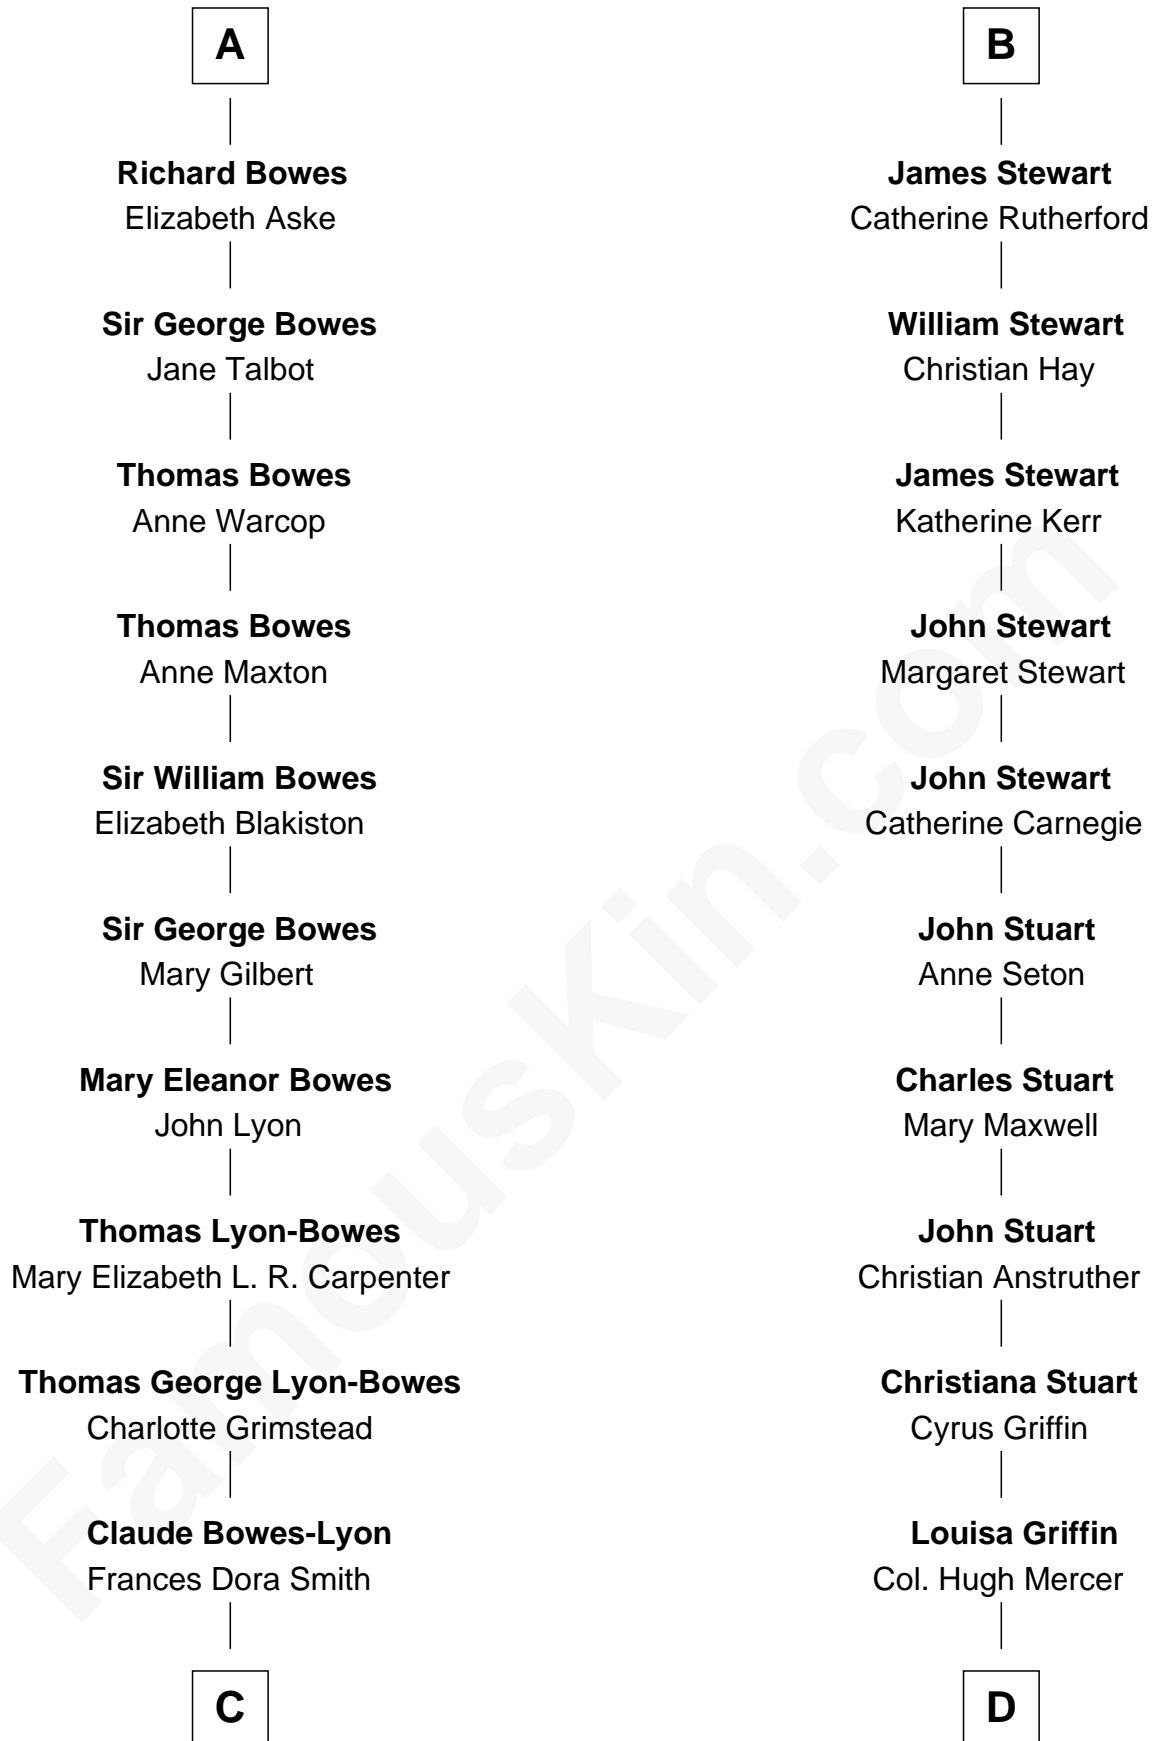 A
Richard Bowes
Elizabeth Aske
Sir George Bowes
Jane Talbot
Thomas Bowes
Anne Warcop
Thomas Bowes
Anne Maxton
Sir William Bowes
Elizabeth Blakiston
Sir George Bowes
Mary Gilbert
Mary Eleanor Bowes
John Lyon
Thomas Lyon-Bowes
Mary Elizabeth L. R. Carpenter
Thomas George Lyon-Bowes
Charlotte Grimstead
Claude Bowes-Lyon
Frances Dora Smith
C
B
James Stewart
Catherine Rutherford
William Stewart
Christian Hay
James Stewart
Katherine Kerr
John Stewart
Margaret Stewart
John Stewart
Catherine Carnegie
John Stuart
Anne Seton
Charles Stuart
Mary Maxwell
John Stuart
Christian Anstruther
Christiana Stuart
Cyrus Griffin
Louisa Griffin
Col. Hugh Mercer
D
FamousKin.com